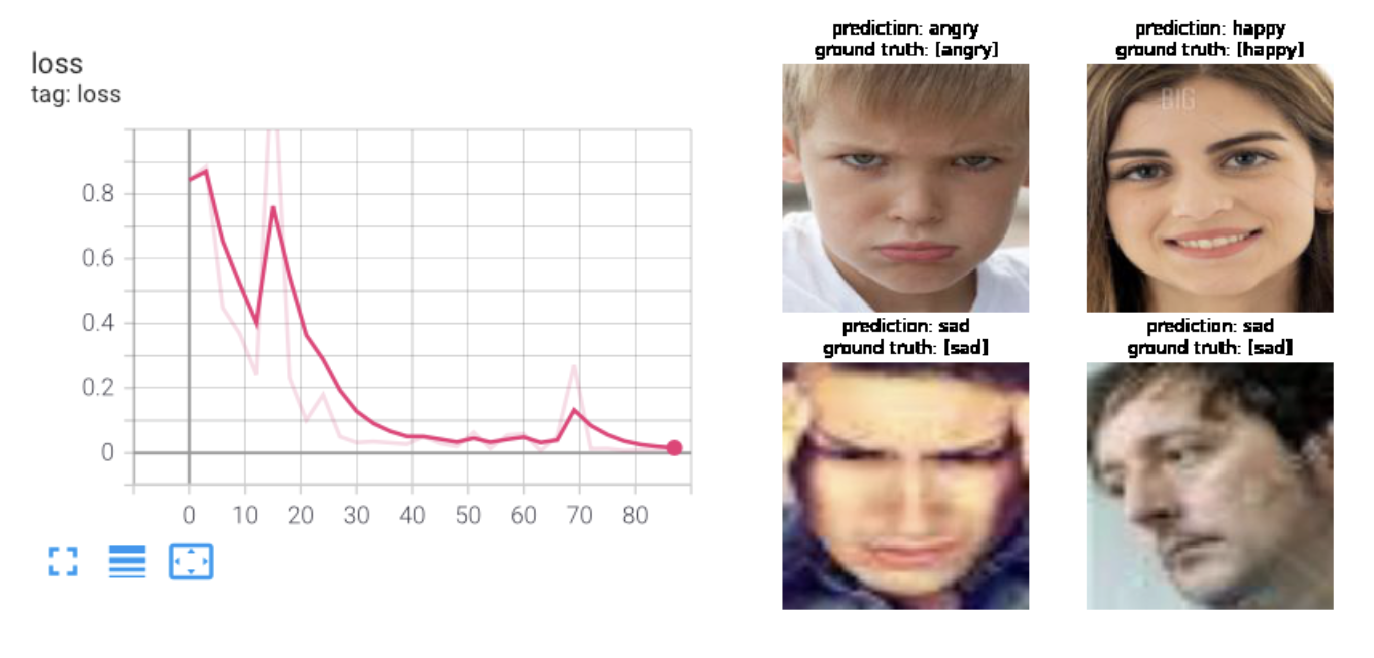 loss
tag: loss
0.8
0.6
0.4
0.2
0
0 10 20 30 40 50 60 70 80
prediction: angry
ground truth: [angry]
prediction: happy
ground truth: [happy]
BIG
prediction: sad
ground truth: [sad]
prediction: sad
ground truth: [sad]